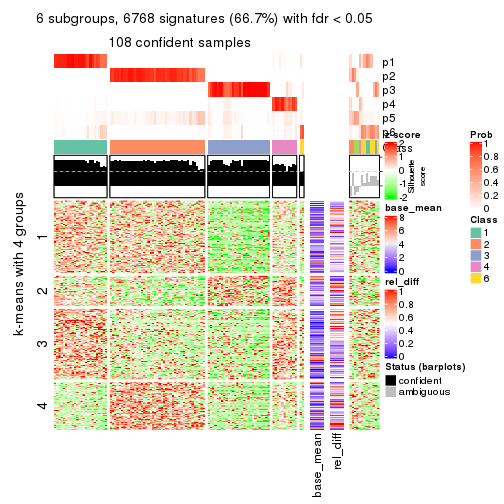 6 subgroups, 6768 signatures (66.7%) with fdr < 0.05
108 confident samples
p1
p2
p3
p4
p5
p6
Class
z-score
2
1
0
-1
-2
Silhouette
score
Prob
1
0.8
0.6
0.4
0.2
0
base_mean
8
6
4
2
0
Class
1
2
3
4
6
rel_diff
1
0.8
0.6
0.4
0.2
0
Status (barplots)
confident
ambiguous
k-means with 4 groups
1
2
3
4
base_mean
rel_diff